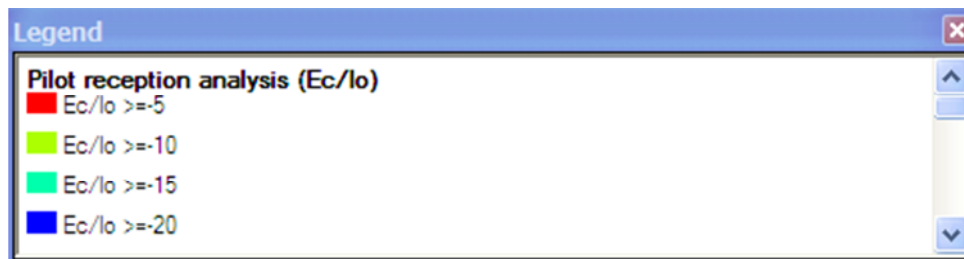 Legend
Pilot reception analysis (Ec/Io)
Ec/Io >=-5
Ec/Io >=-10
Ec/Io >=-15
Ec/Io >=-20